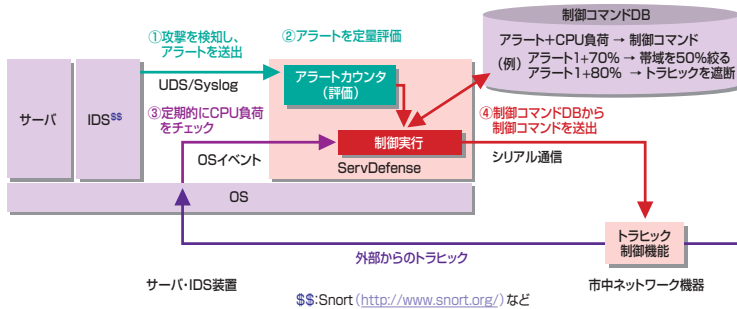 制御コマンドDB
アラート+CPU負荷 → 制御コマンド
(例) アラート1+70% → 帯域を50%絞る
アラート1+80% → トラヒックを遮断
①攻撃を検知し、
アラートを送出
②アラートを定量評価
UDS/Syslog
アラートカウンタ
(評価)
サーバ
IDS$$
③定期的にCPU負荷
をチェック
OSイベント
制御実行
ServDefense
④制御コマンドDBから
制御コマンドを送出
シリアル通信
OS
トラヒック
制御機能
外部からのトラヒック
サーバ・IDS装置
市中ネットワーク機器
$$:Snort(http://www.snort.org/)など